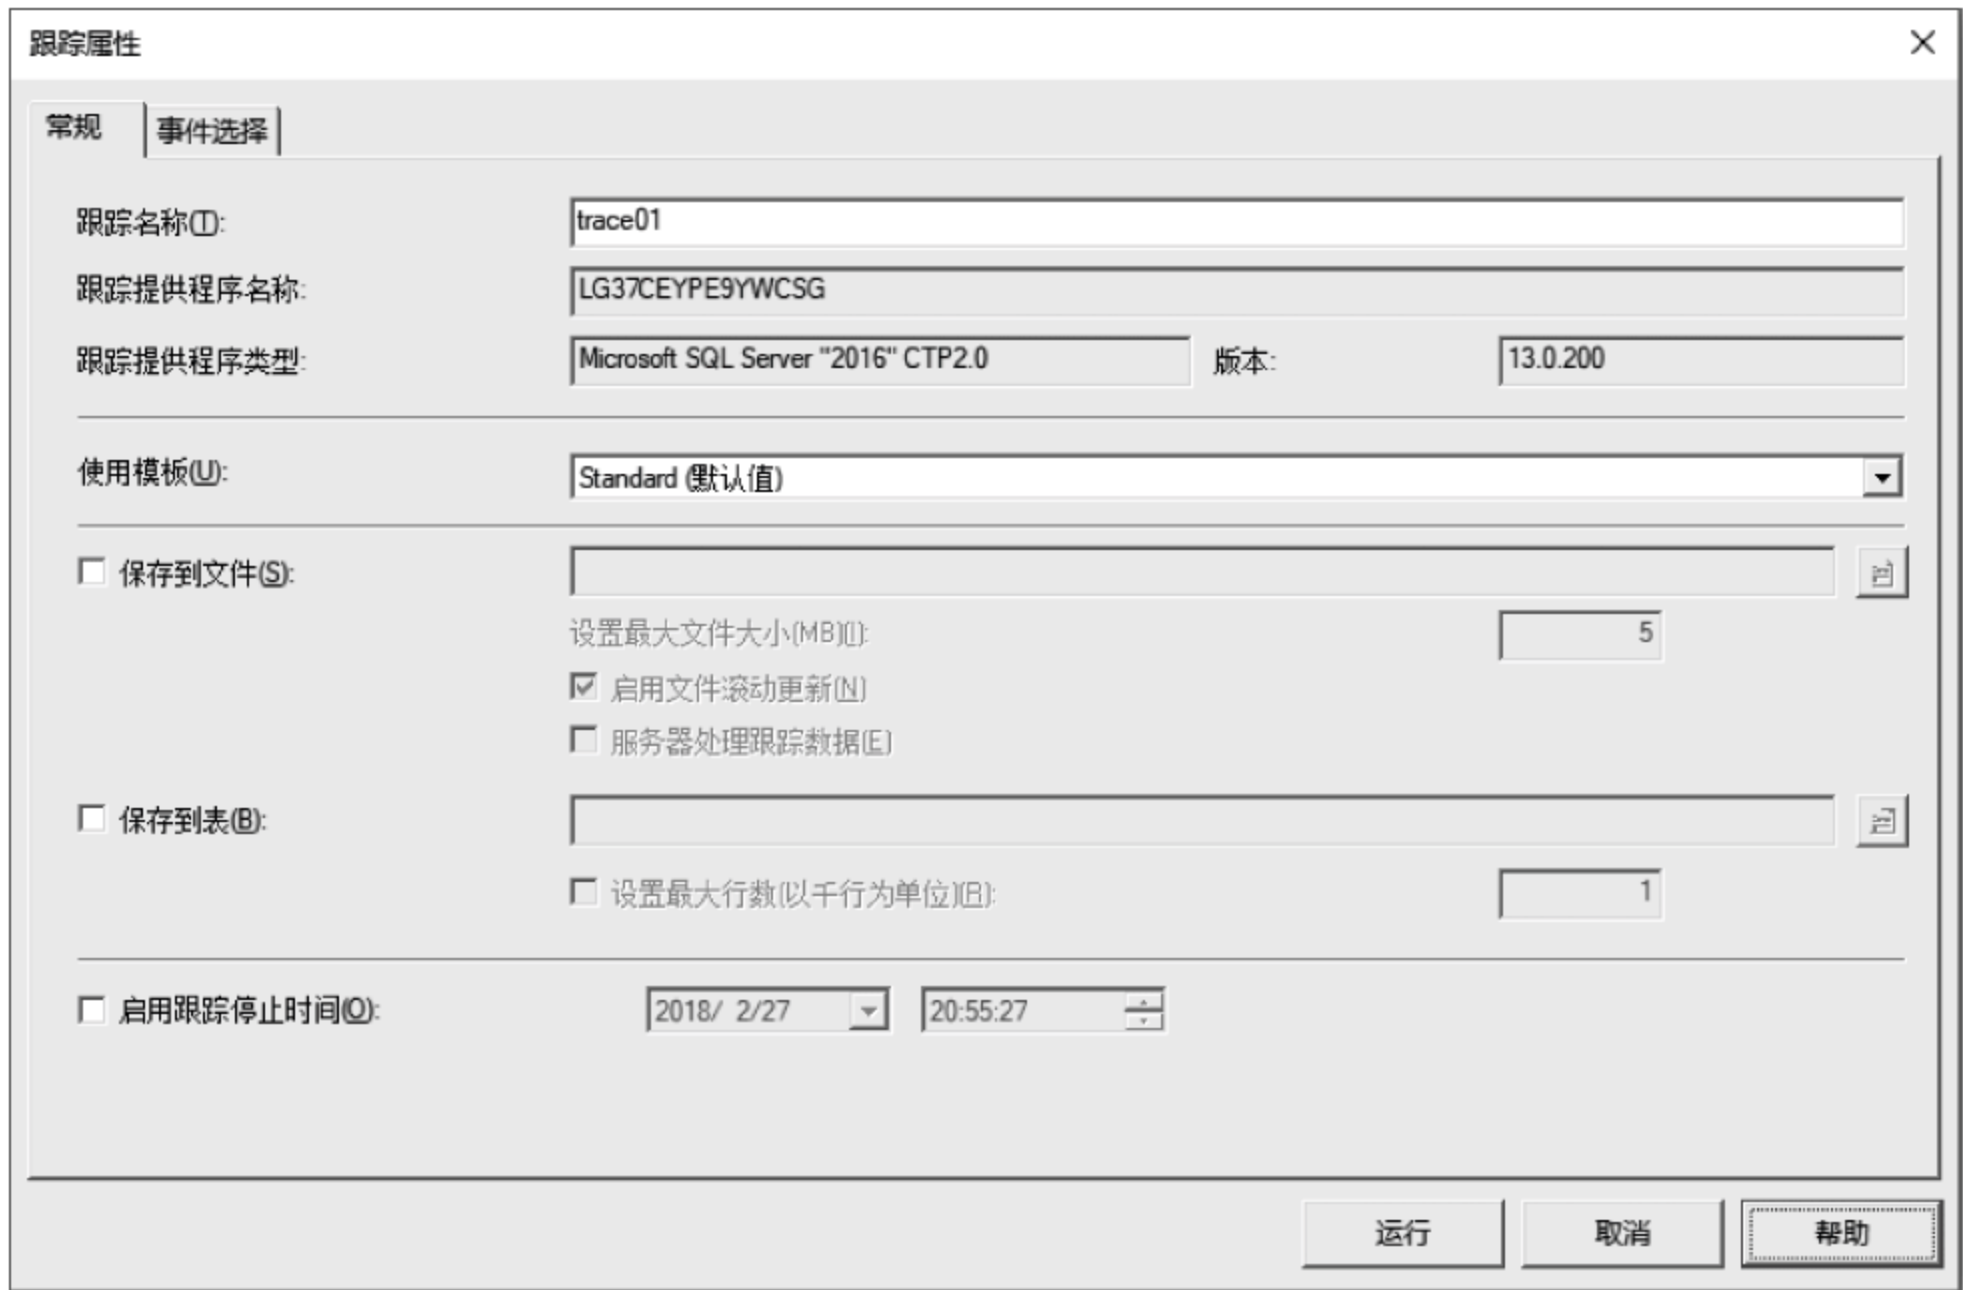 跟踪属性
常规 事件选择
跟踪名称(T): trace01
跟踪提供程序名称: LG37CEYPE9YWCSG
跟踪提供程序类型: Microsoft SQL Server "2016" CTP2.0 版本: 13.0.200
使用模板(U): Standard (默认值)
保存到文件(S):
设置最大文件大小(MB)(I): 5
启用文件滚动更新(N)
服务器处理跟踪数据(E)
保存到表(B):
设置最大行数(以千行为单位)(R): 1
启用跟踪停止时间(O): 2018/ 2/27 20:55:27
运行 取消 帮助